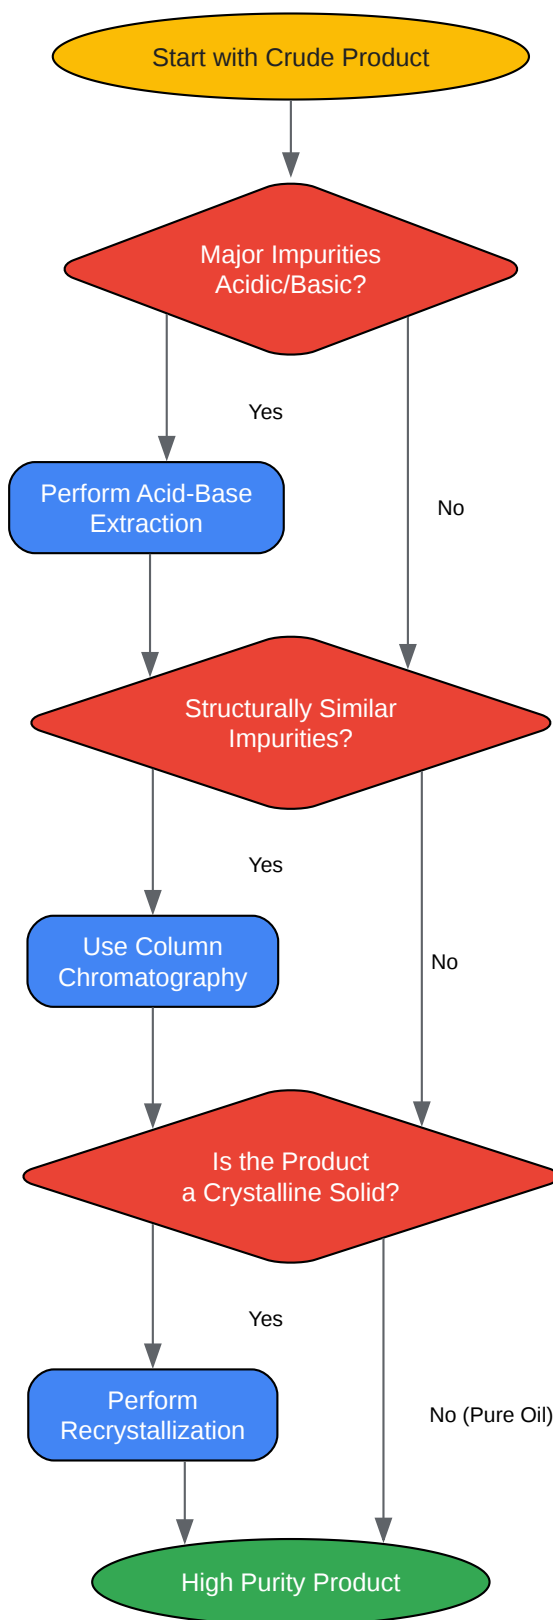 Start with Crude Product
Major Impurities
Acidic/Basic?
Yes
Perform Acid-Base
Extraction
No
Structurally Similar
Impurities?
Yes
Use Column
Chromatography
No
Is the Product
a Crystalline Solid?
Yes
Perform
Recrystallization
No (Pure Oil)
High Purity Product